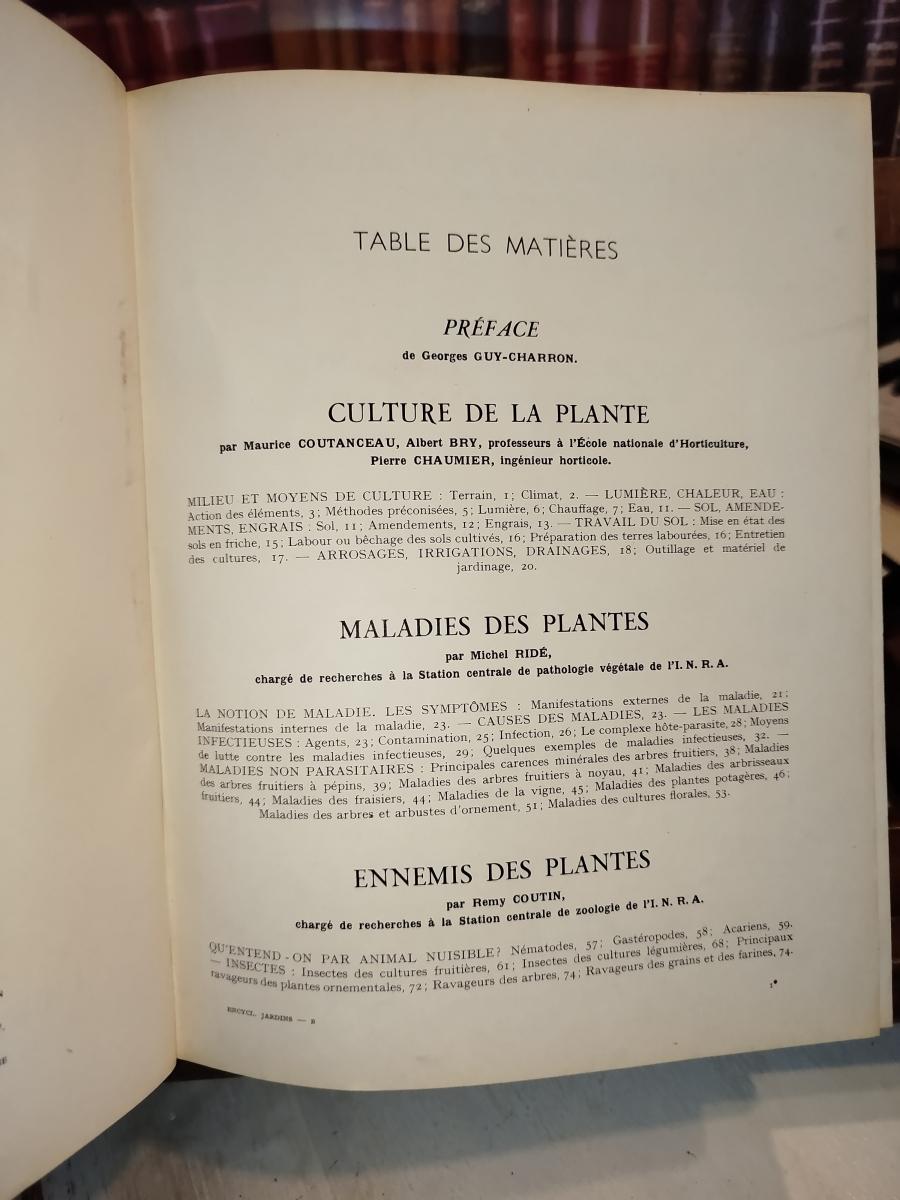 TABLE DES MATIÈRES
PRÉFACE
de Georges GUY-CHARRON.
CULTURE DE LA PLANTE
par Maurice COUTANCEAU, Albert BRY, professeurs à l'École nationale d'Horticulture,
Pierre CHAUMIER, ingénieur horticole.
MILIEU ET MOYENS DE CULTURE : Terrain, 1; Climat, 2. — LUMIÈRE, CHALEUR, EAU :
Action des éléments, 3; Méthodes préconisées, 5; Lumière, 6; Chauffage, 7; Eau, 11. — SOL, AMENDE-
MENTS, ENGRAIS : Sol, 11; Amendements, 12; Engrais, 13. — TRAVAIL DU SOL : Mise en état des
sols en friche, 15; Labour ou bêchage des sols cultivés, 16; Préparation des terres labourées, 16; Entretien
des cultures, 17. — ARROSAGES, IRRIGATIONS, DRAINAGES, 18; Outillage et matériel de
jardinage, 20.
MALADIES DES PLANTES
par Michel RIDÉ,
chargé de recherches à la Station centrale de pathologie végétale de l'I. N. R. A.
LA NOTION DE MALADIE. LES SYMPTÔMES : Manifestations externes de la maladie, 21;
Manifestations internes de la maladie, 23. — CAUSES DES MALADIES, 23. — LES MALADIES
INFECTIEUSES : Agents, 23; Contamination, 25; Infection, 26; Le complexe hôte-parasite, 28; Moyens
de lutte contre les maladies infectieuses, 29; Quelques exemples de maladies infectieuses, 32. —
MALADIES NON PARASITAIRES : Principales carences minérales des arbres fruitiers, 38; Maladies
des arbres fruitiers à pépins, 39; Maladies des arbres fruitiers à noyau, 41; Maladies des arbrisseaux
fruitiers, 44; Maladies des fraisiers, 44; Maladies de la vigne, 45; Maladies des plantes potagères, 46;
Maladies des arbres et arbustes d'ornement, 51; Maladies des cultures florales, 53.
ENNEMIS DES PLANTES
par Remy COUTIN,
chargé de recherches à la Station centrale de zoologie de l'I. N. R. A.
QU'ENTEND-ON PAR ANIMAL NUISIBLE? Nématodes, 57; Gastéropodes, 58; Acariens, 59.
— INSECTES : Insectes des cultures fruitières, 61; Insectes des cultures légumières, 68; Principaux
ravageurs des plantes ornementales, 72; Ravageurs des arbres, 74; Ravageurs des grains et des farines, 74.
ENCYCL. JARDINS — B
1*